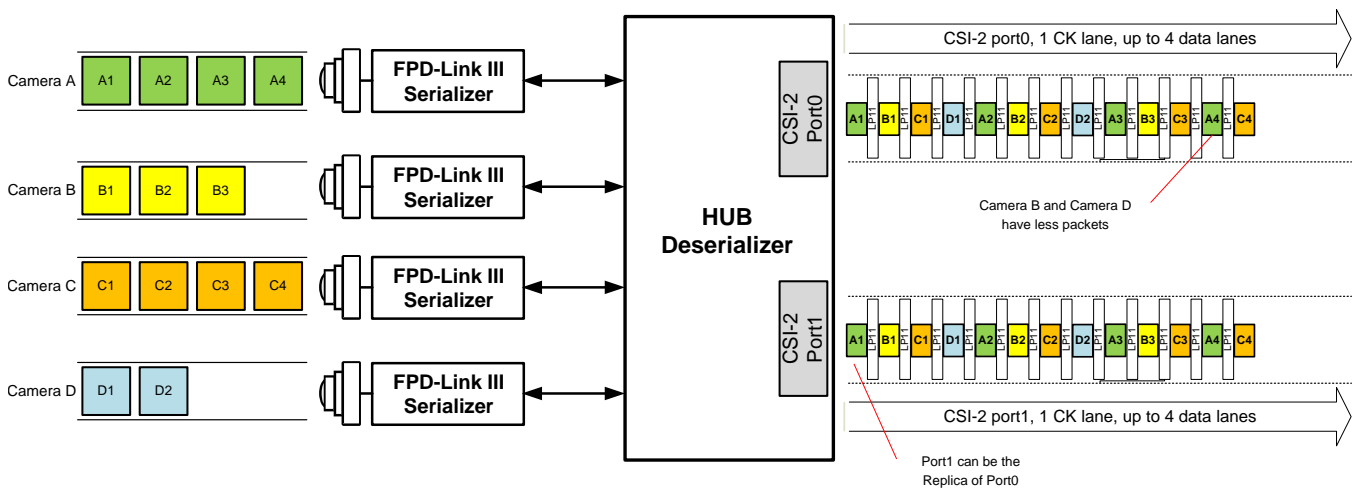 CSI-2 port0, 1 CK lane, up to 4 data lanes
Camera A
A1 A2 A3 A4
FPD-Link III
Serializer
CSI-2
Port0
A1 LP11 B1 LP11 C1 LP11 D1 LP11 A2 LP11 B2 LP11 C2 LP11 D2 LP11 A3 LP11 B3 LP11 C3 LP11 A4 LP11 C4
Camera B
B1 B2 B3
FPD-Link III
Serializer
Camera B and Camera D
have less packets
HUB
Deserializer
Camera C
C1 C2 C3 C4
FPD-Link III
Serializer
CSI-2
Port1
A1 LP11 B1 LP11 C1 LP11 D1 LP11 A2 LP11 B2 LP11 C2 LP11 D2 LP11 A3 LP11 B3 LP11 C3 LP11 A4 LP11 C4
Camera D
D1 D2
FPD-Link III
Serializer
CSI-2 port1, 1 CK lane, up to 4 data lanes
Port1 can be the
Replica of Port0